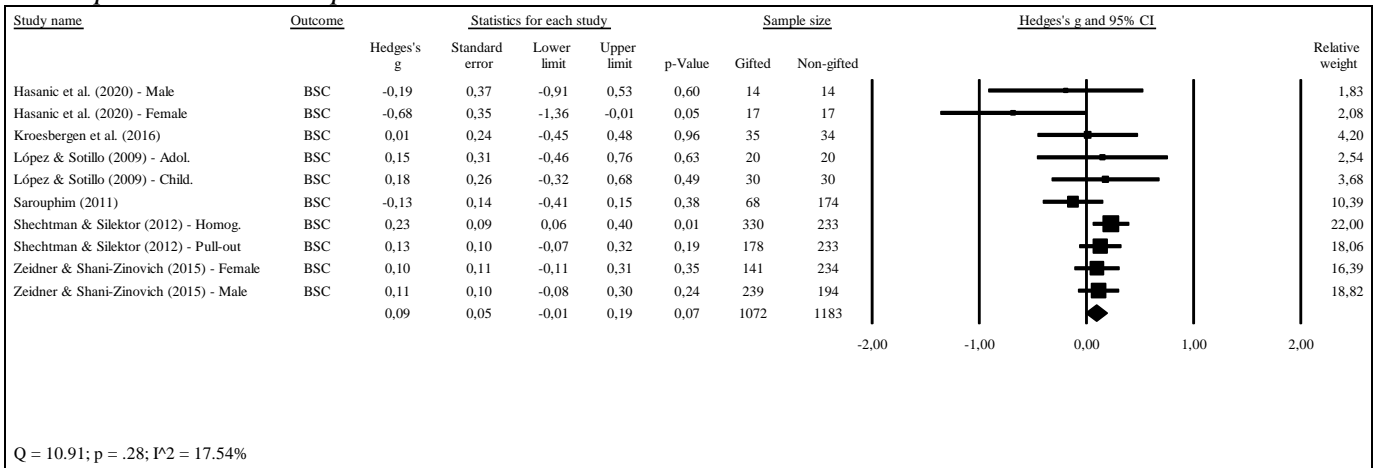 Study name Outcome Statistics for each study Sample size Hedges's g and 95% CI
Hedges's Standard Lower Upper Relative
g error limit limit p-Value Gifted Non-gifted weight
Hasanic et al. (2020) - Male BSC -0,19 0,37 -0,91 0,53 0,60 14 14 1,83
Hasanic et al. (2020) - Female BSC -0,68 0,35 -1,36 -0,01 0,05 17 17 2,08
Kroesbergen et al. (2016) BSC 0,01 0,24 -0,45 0,48 0,96 35 34 4,20
López & Sotillo (2009) - Adol. BSC 0,15 0,31 -0,46 0,76 0,63 20 20 2,54
López & Sotillo (2009) - Child. BSC 0,18 0,26 -0,32 0,68 0,49 30 30 3,68
Sarouphim (2011) BSC -0,13 0,14 -0,41 0,15 0,38 68 174 10,39
Shechtman & Silektor (2012) - Homog. BSC 0,23 0,09 0,06 0,40 0,01 330 233 22,00
Shechtman & Silektor (2012) - Pull-out BSC 0,13 0,10 -0,07 0,32 0,19 178 233 18,06
Zeidner & Shani-Zinovich (2015) - Female BSC 0,10 0,11 -0,11 0,31 0,35 141 234 16,39
Zeidner & Shani-Zinovich (2015) - Male BSC 0,11 0,10 -0,08 0,30 0,24 239 194 18,82
0,09 0,05 -0,01 0,19 0,07 1072 1183
-2,00 -1,00 0,00 1,00 2,00
Q = 10.91; p = .28; I^2 = 17.54%